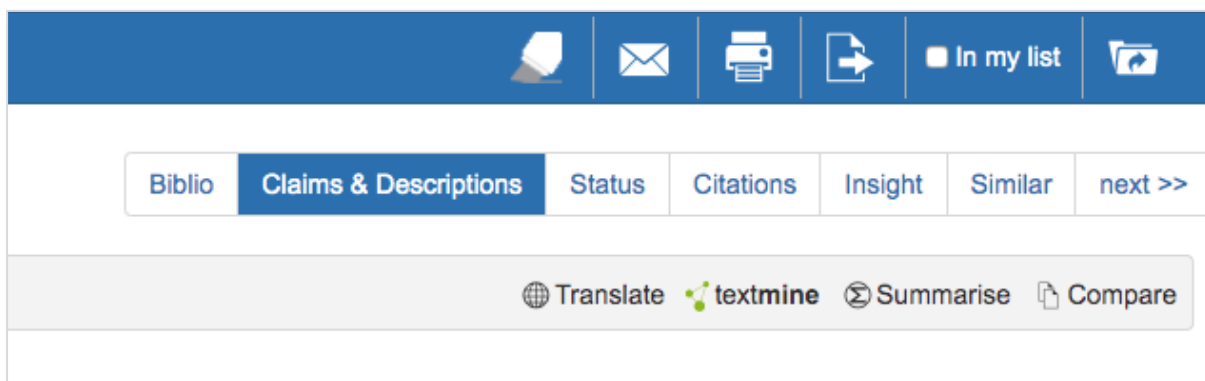 In my list
Biblio Claims & Descriptions Status Citations Insight Similar next >>
Translate textmine Summarise Compare